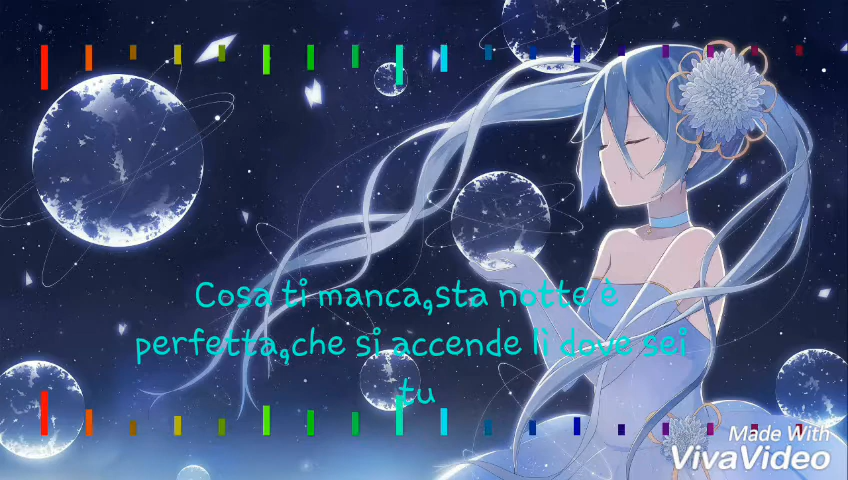 Cosa ti manca,sta notte è
perfetta,che si accende lì dove sei
tu
Made With
VivaVideo